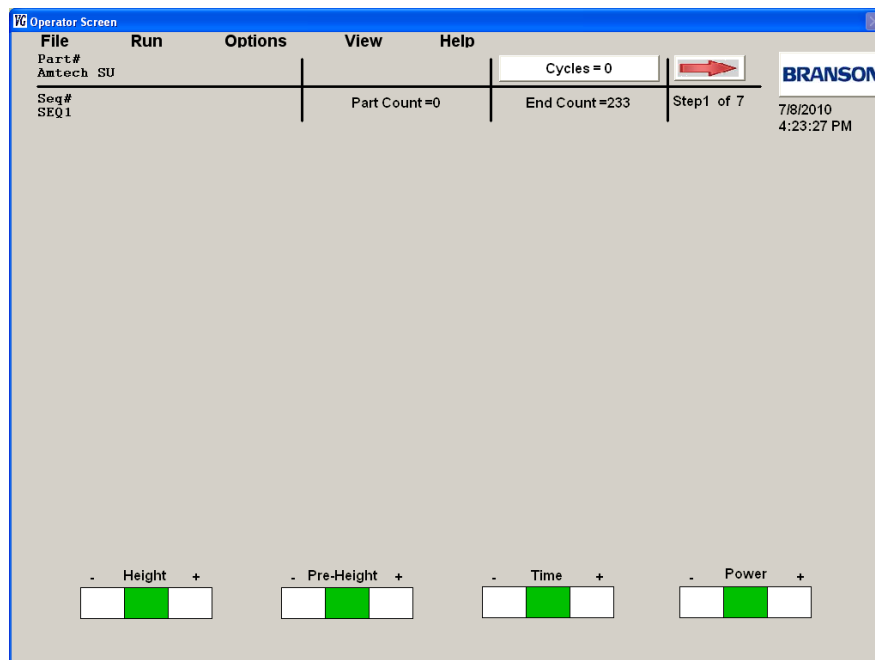 VG Operator Screen
File Run Options View Help
Part#
Amtech SU
Cycles = 0
BRANSON
Seq#
SEQ1
Part Count =0
End Count =233
Step1 of 7
7/8/2010
4:23:27 PM
- Height +
- Pre-Height +
- Time +
- Power +